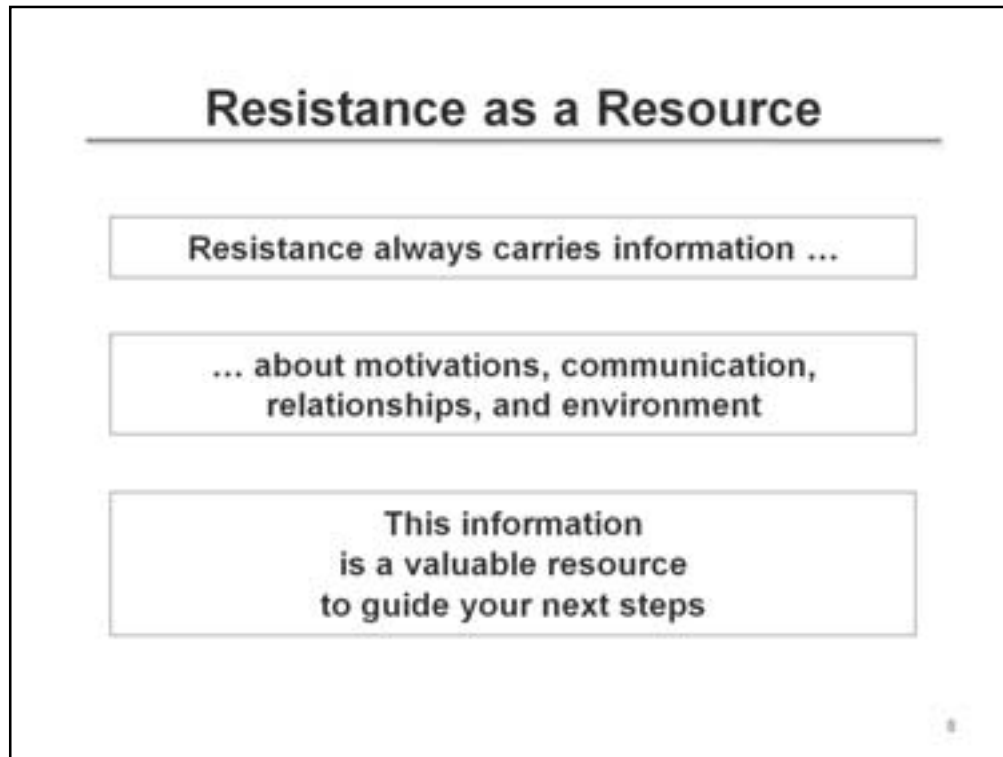 Resistance as a Resource
Resistance always carries information …
… about motivations, communication,
relationships, and environment
This information
is a valuable resource
to guide your next steps